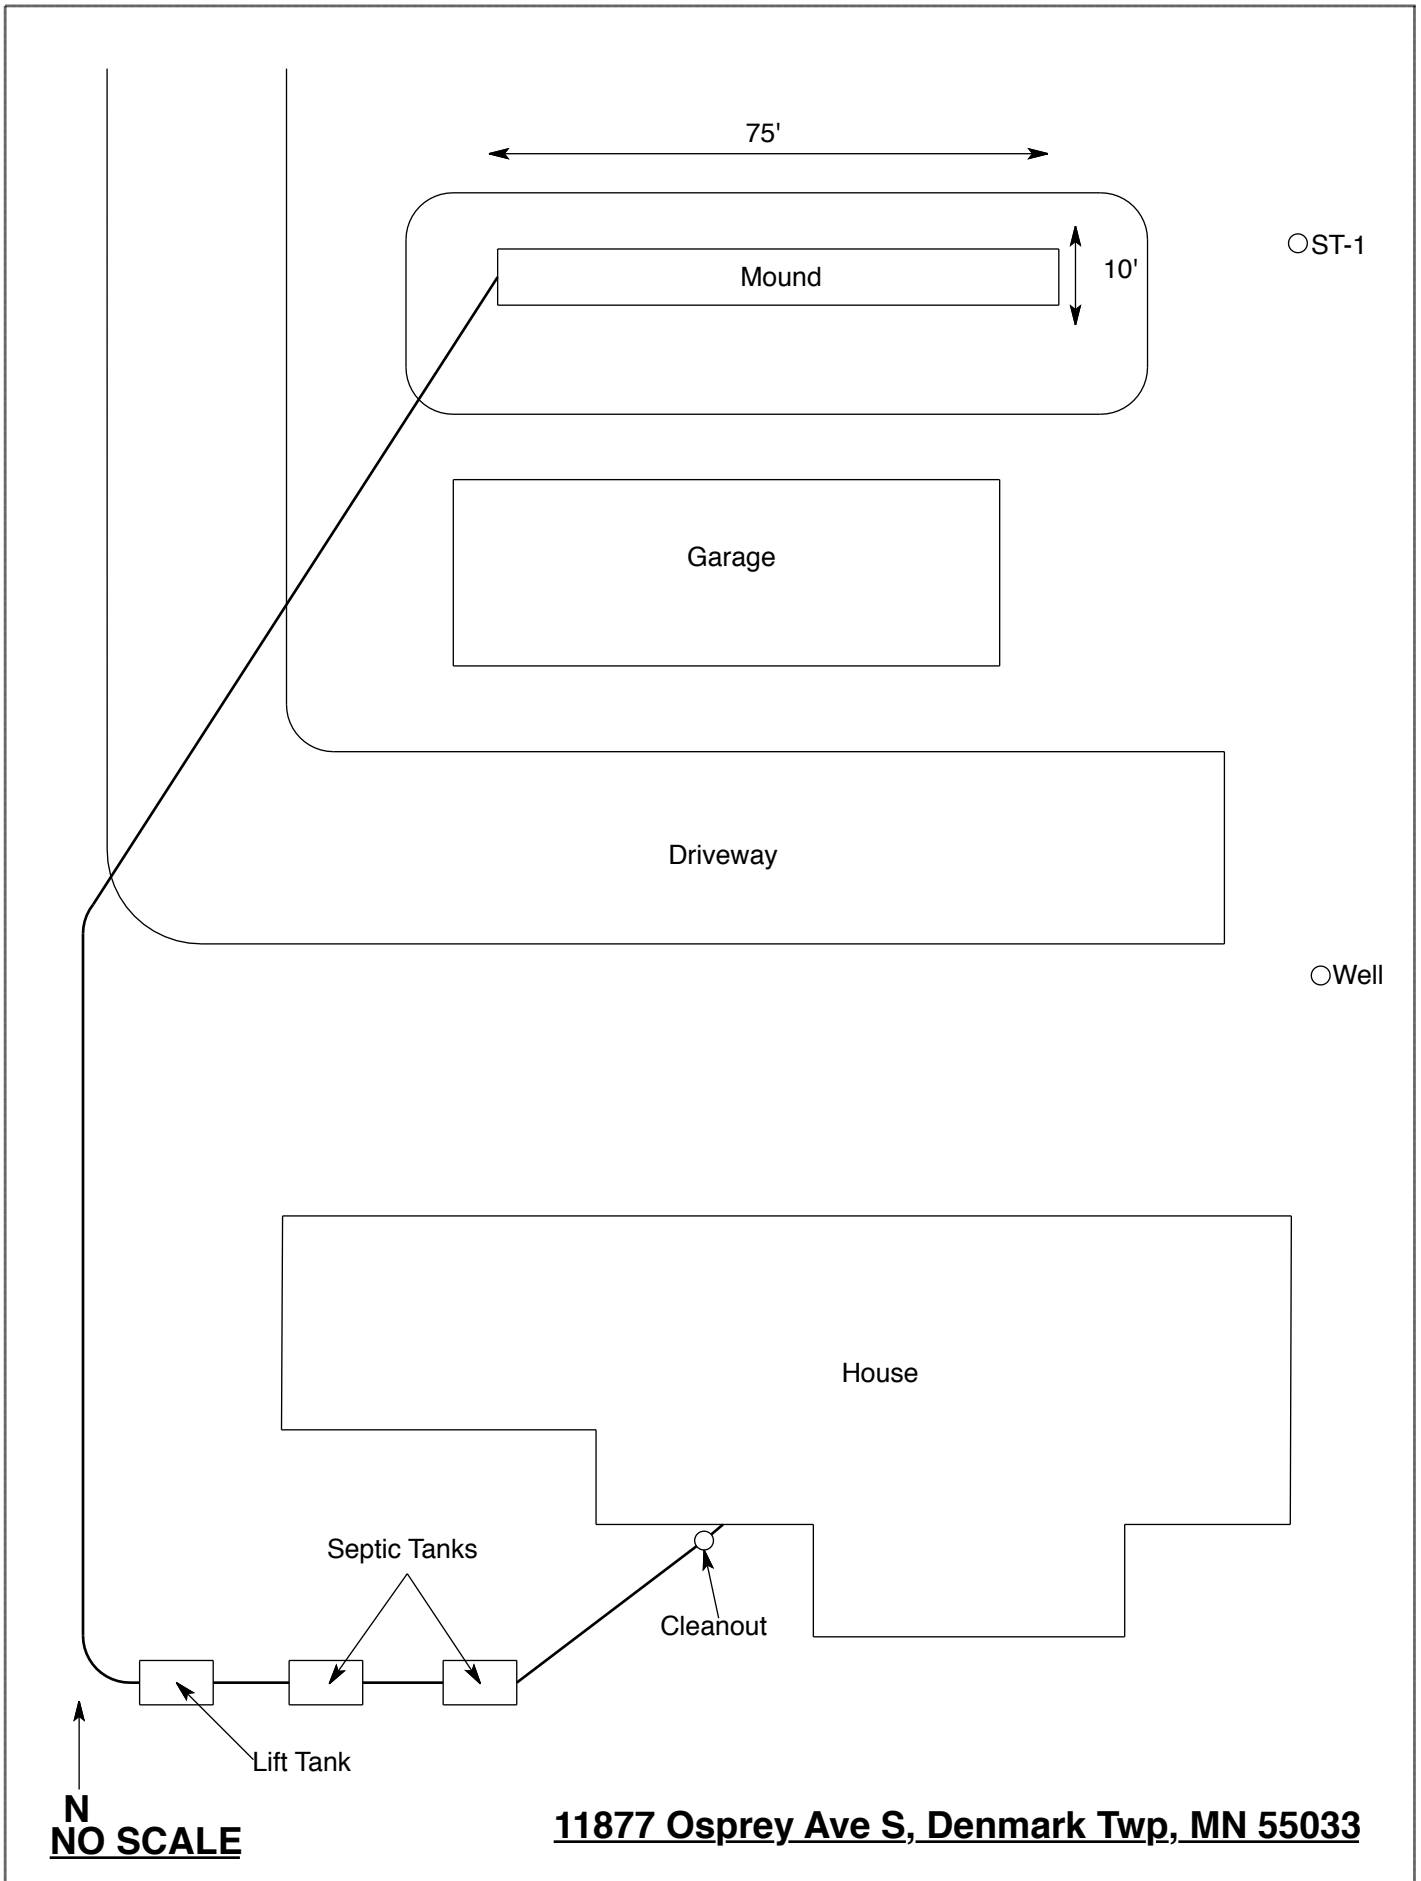 75'
ST-1
10'
Mound
Garage
Driveway
Well
House
Septic Tanks
Cleanout
Lift Tank
N
NO SCALE
11877 Osprey Ave S, Denmark Twp, MN 55033